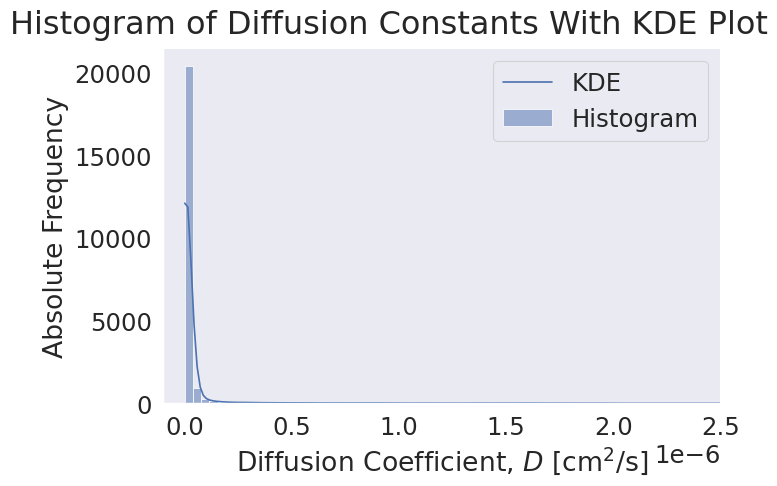 Histogram of Diffusion Constants With KDE Plot
KDE
Histogram
Absolute Frequency
20000
15000
10000
5000
0
0.0 0.5 1.0 1.5 2.0 2.5
Diffusion Coefficient, D [cm²/s]
1e−6